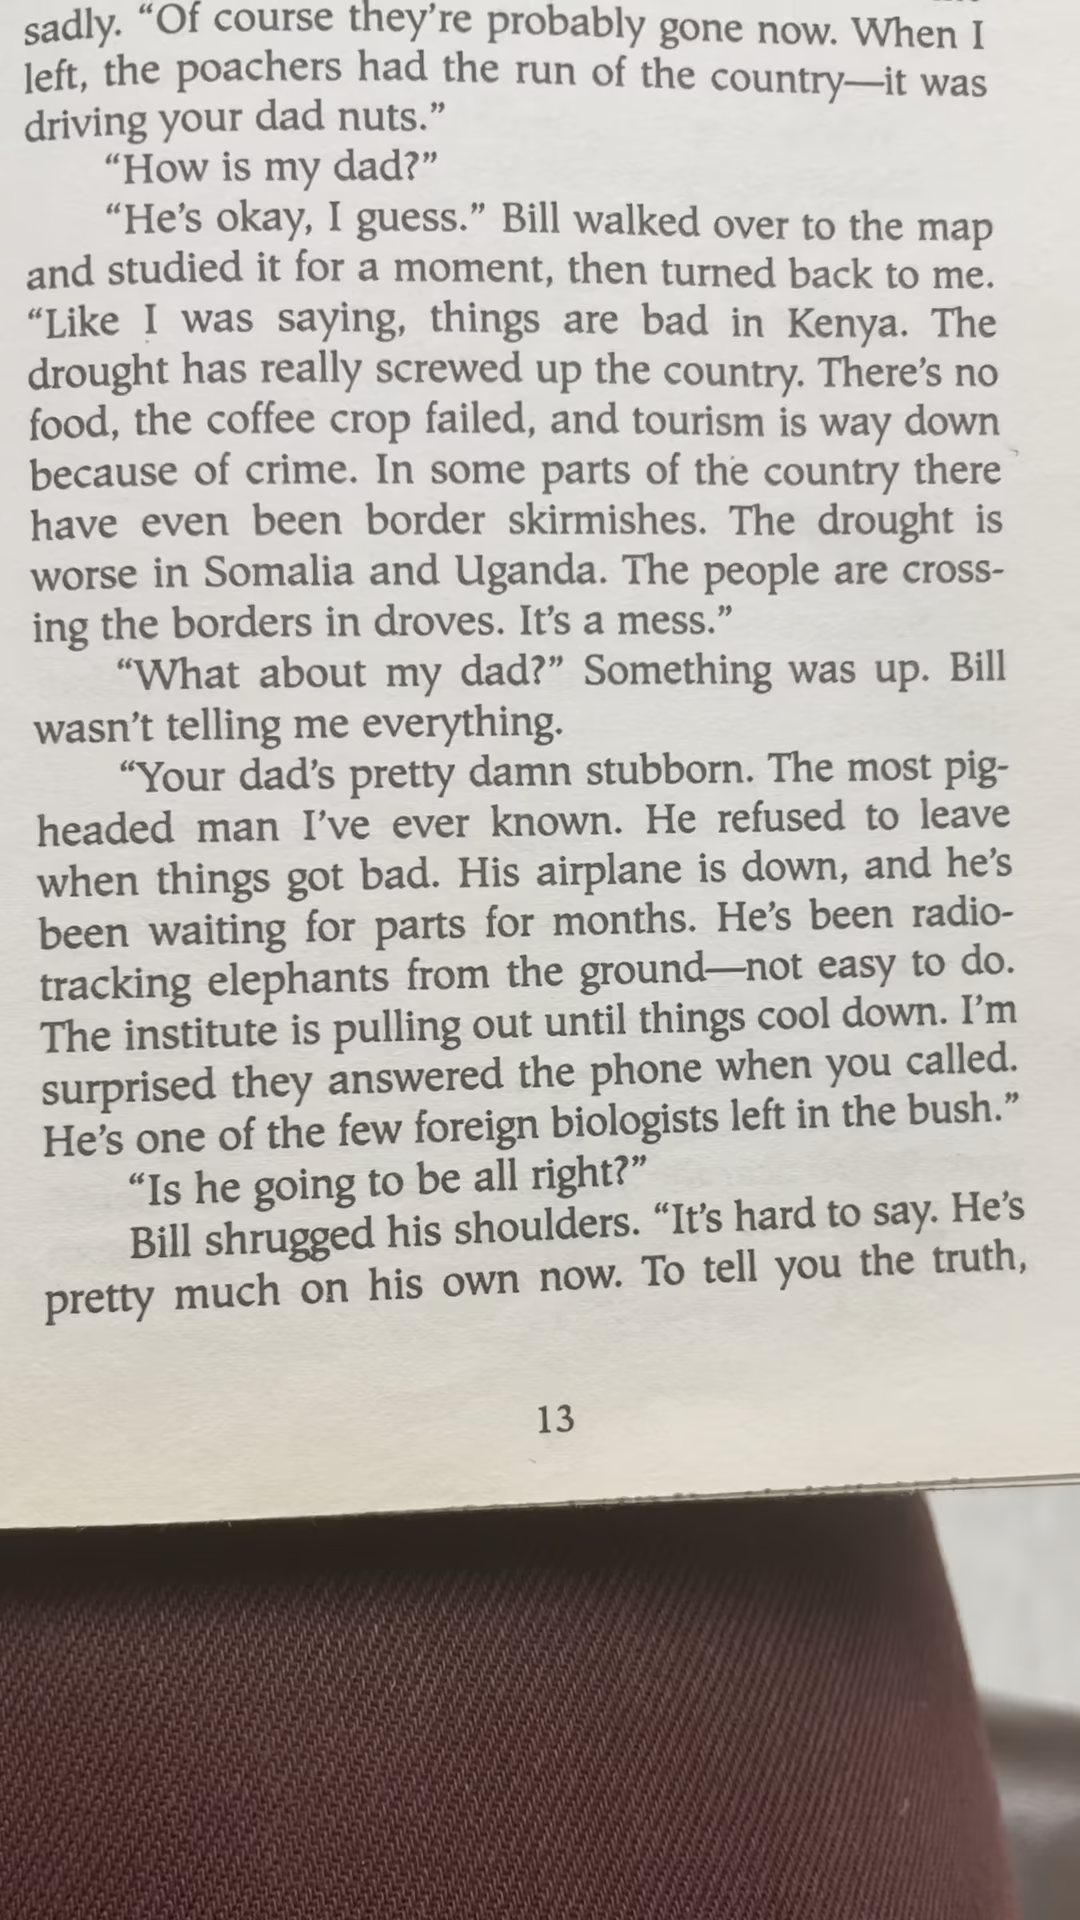 sadly. “Of course they’re probably gone now. When I
left, the poachers had the run of the country—it was
driving your dad nuts.”
“How is my dad?”
“He’s okay, I guess.” Bill walked over to the map
and studied it for a moment, then turned back to me.
“Like I was saying, things are bad in Kenya. The
drought has really screwed up the country. There’s no
food, the coffee crop failed, and tourism is way down
because of crime. In some parts of the country there
have even been border skirmishes. The drought is
worse in Somalia and Uganda. The people are cross-
ing the borders in droves. It’s a mess.”
“What about my dad?” Something was up. Bill
wasn’t telling me everything.
“Your dad’s pretty damn stubborn. The most pig-
headed man I’ve ever known. He refused to leave
when things got bad. His airplane is down, and he’s
been waiting for parts for months. He’s been radio-
tracking elephants from the ground—not easy to do.
The institute is pulling out until things cool down. I’m
surprised they answered the phone when you called.
He’s one of the few foreign biologists left in the bush.”
“Is he going to be all right?”
Bill shrugged his shoulders. “It’s hard to say. He’s
pretty much on his own now. To tell you the truth,
13